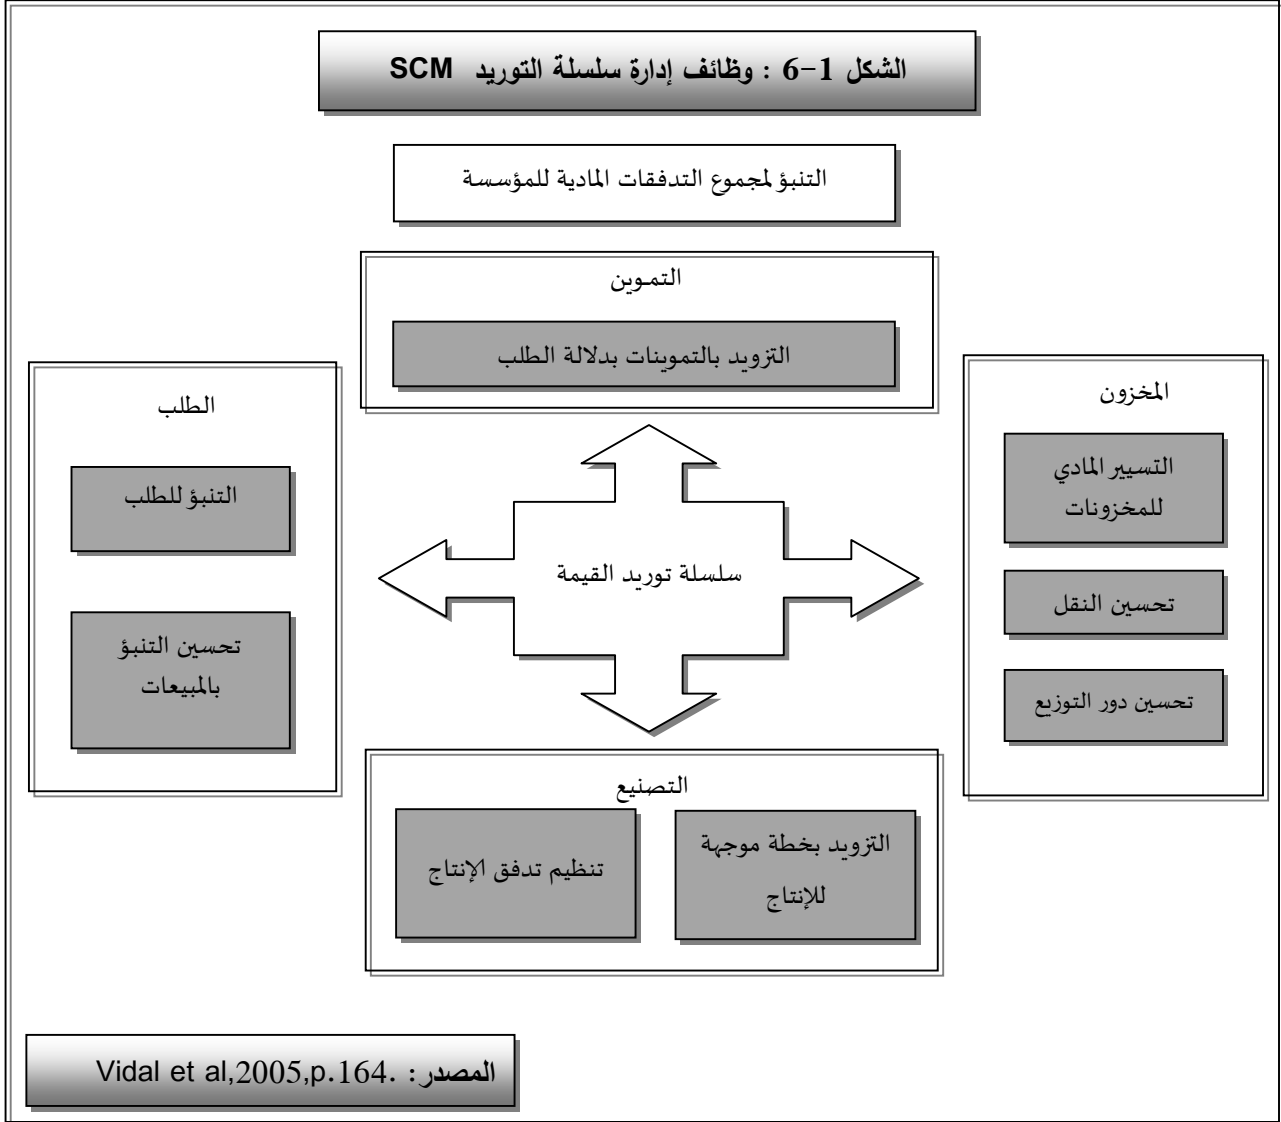 الشكل 1-6 : وظائف إدارة سلسلة التوريد SCM
التنبؤ لمجموع التدفقات المادية للمؤسسة
التموين
التزويد بالتموينات بدلالة الطلب
المخزون
التسيير المادي
للمخزونات
تحسين النقل
تحسين دور التوزيع
سلسلة توريد القيمة
الطلب
التنبؤ للطلب
تحسين التنبؤ
بالمبيعات
التصنيع
التزويد بخطة موجهة
للإنتاج
تنظيم تدفق الإنتاج
المصدر: Vidal et al,2005,p.164.